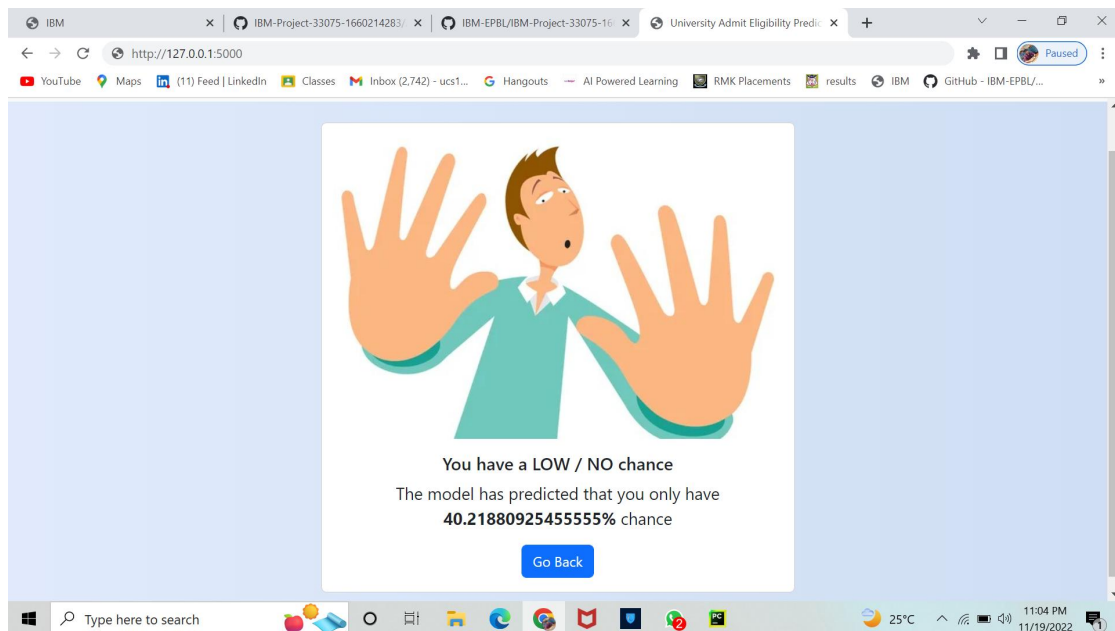 IBM
IBM-Project-33075-1660214283/
IBM-EPBL/IBM-Project-33075-16
University Admit Eligibility Predic
http://127.0.0.1:5000
Paused
YouTube
Maps
(11) Feed | LinkedIn
Classes
Inbox (2,742) - ucs1...
Hangouts
AI Powered Learning
RMK Placements
results
IBM
GitHub - IBM-EPBL/...
You have a LOW / NO chance
The model has predicted that you only have
40.21880925455555% chance
Go Back
Type here to search
2
PC
25°C
11:04 PM
11/19/2022
1